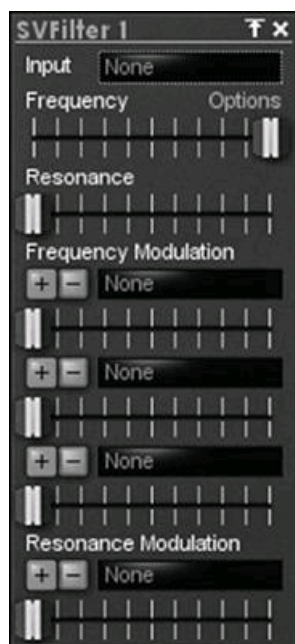 SVFilter 1
Input None
Frequency Options
Resonance
Frequency Modulation
+ − None
+ − None
+ − None
Resonance Modulation
+ − None